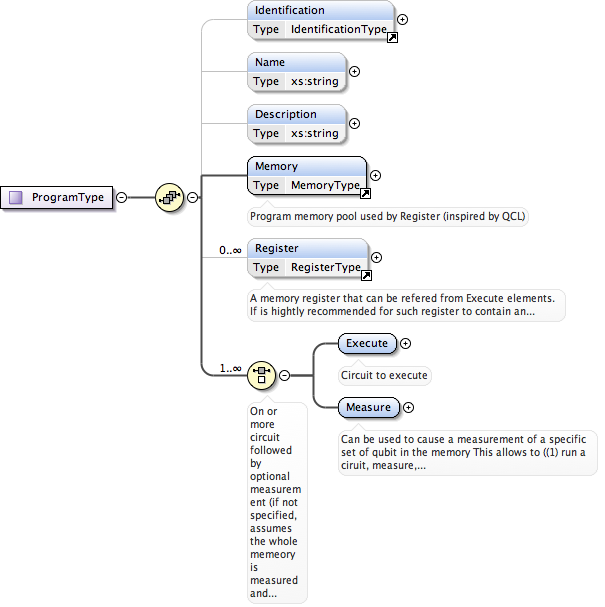 Identification
Type IdentificationType
Name
Type xs:string
Description
Type xs:string
Memory
Type MemoryType
Program memory pool used by Register (inspired by QCL)
ProgramType
0..∞
Register
Type RegisterType
A memory register that can be refered from Execute elements.
If is hightly recommended for such register to contain an...
1..∞
Execute
Circuit to execute
Measure
Can be used to cause a measurement of a specific
set of qubit in the memory This allows to ((1) run a
ciruit, measure,...
On or
more
circuit
followed
by
optional
measurem
ent (if not
specified,
assumes
the whole
memeory
is
measured
and...